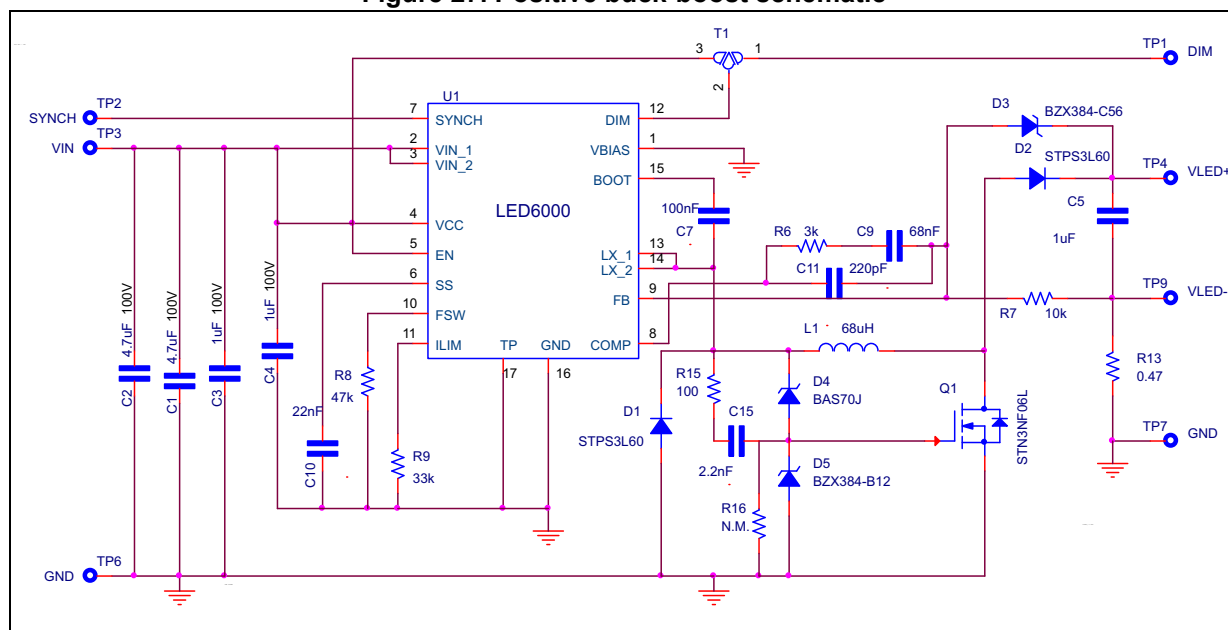 Figure 27. Positive buck-boost schematic
T1
3
1
2
TP1
DIM
TP2
SYNCH
TP3
VIN
U1
7
SYNCH
2
VIN_1
3
VIN_2
4
VCC
5
EN
6
SS
10
FSW
11
ILIM
LED6000
12
DIM
1
VBIAS
15
BOOT
13
LX_1
14
LX_2
9
FB
8
COMP
TP
17
GND
16
D3
BZX384-C56
D2
STPS3L60
TP4
VLED+
C5
1uF
100nF
C7
R6
3k
C9
68nF
C11
220pF
TP9
VLED-
R7
10k
L1
68uH
R13
0.47
4.7uF 100V
C2
4.7uF 100V
C1
1uF 100V
C3
1uF 100V
C4
22nF
C10
R8
47k
R9
33k
D1
STPS3L60
R15
100
C15
2.2nF
D4
BAS70J
D5
BZX384-B12
R16
N.M.
Q1
STN3NF06L
TP7
GND
TP6
GND